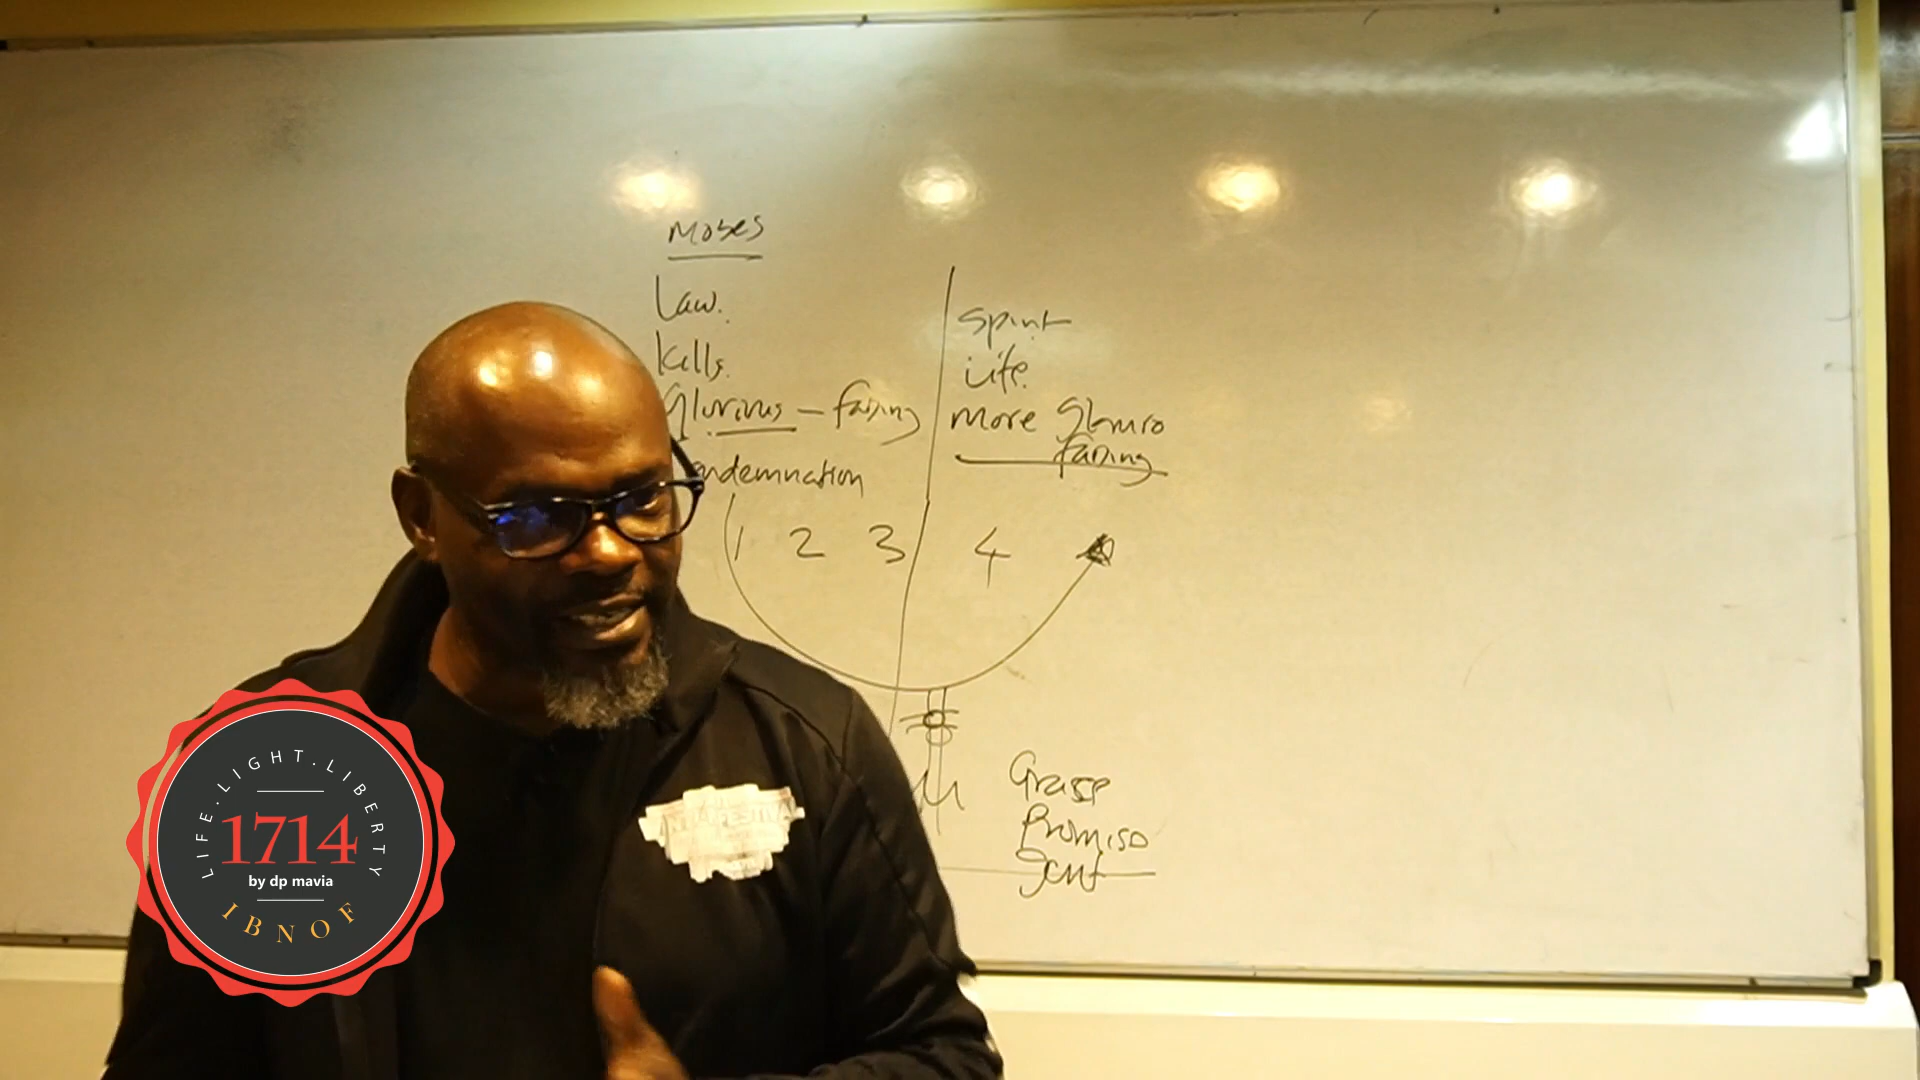 Moses
Law.
Kills.
Glorious – fading
ndemnation
Spirit
Life.
More Glorio
fading
1 2 3 4
Grace
Promise
LIFE.LIGHT.LIBERTY
1714
by dp mavia
IBNOF